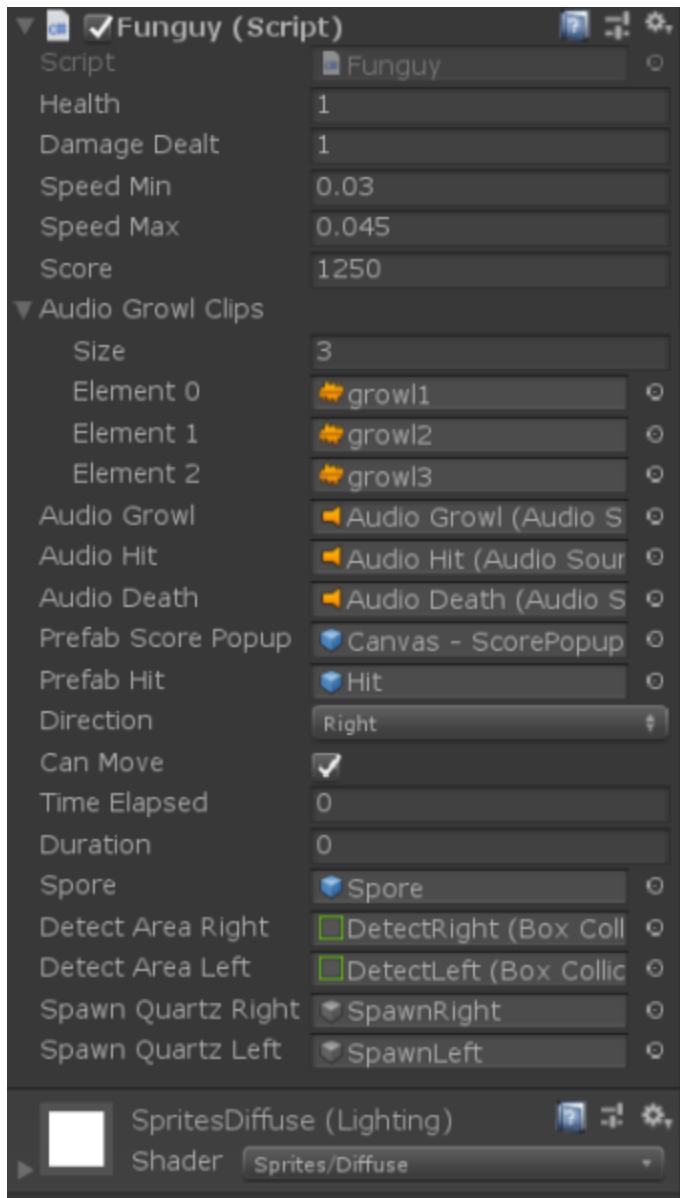 Funguy (Script)
Script Funguy
Health 1
Damage Dealt 1
Speed Min 0.03
Speed Max 0.045
Score 1250
Audio Growl Clips
Size 3
Element 0 growl1
Element 1 growl2
Element 2 growl3
Audio Growl Audio Growl (Audio S
Audio Hit Audio Hit (Audio Sour
Audio Death Audio Death (Audio S
Prefab Score Popup Canvas - ScorePopup
Prefab Hit Hit
Direction Right
Can Move
Time Elapsed 0
Duration 0
Spore Spore
Detect Area Right DetectRight (Box Coll
Detect Area Left DetectLeft (Box Collic
Spawn Quartz Right SpawnRight
Spawn Quartz Left SpawnLeft
SpritesDiffuse (Lighting)
Shader Sprites/Diffuse